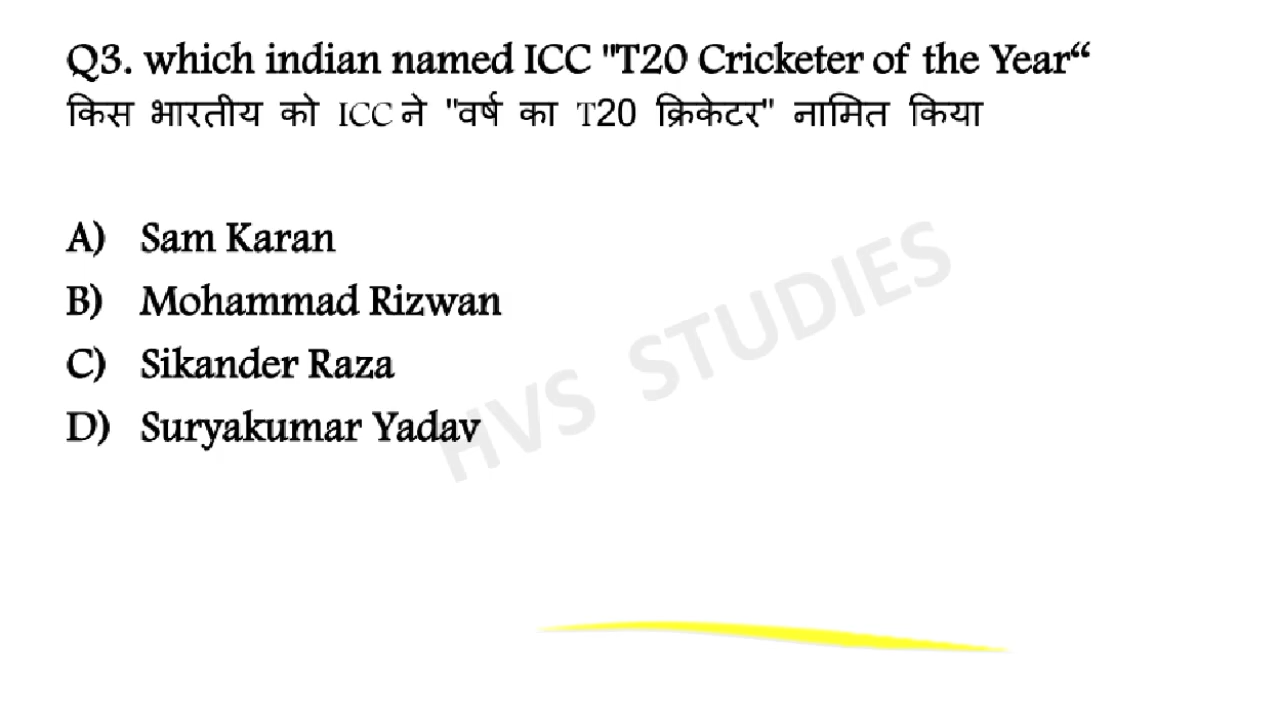 Q3. which indian named ICC "T20 Cricketer of the Year“
किस भारतीय को ICC ने "वर्ष का T20 क्रिकेटर" नामित किया
A) Sam Karan
B) Mohammad Rizwan
C) Sikander Raza
D) Suryakumar Yadav
HVS STUDIES